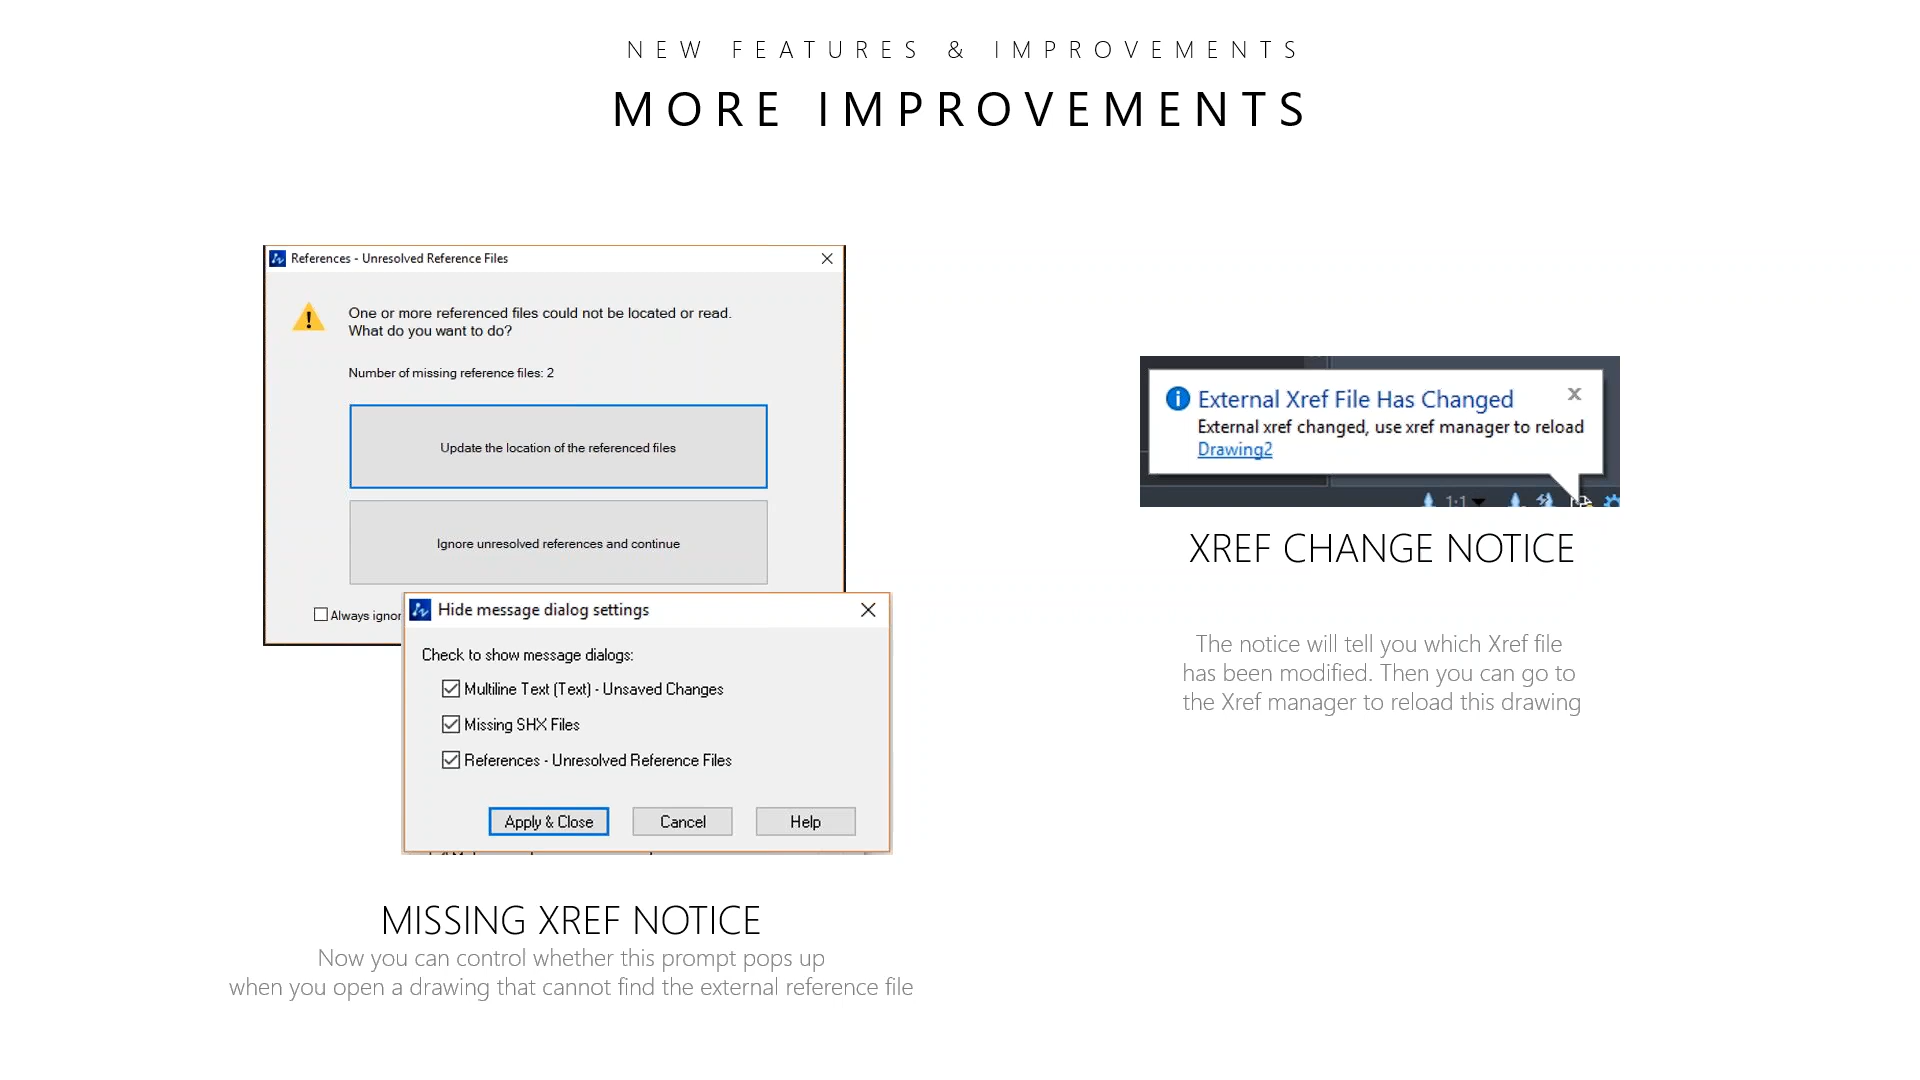 NEW FEATURES & IMPROVEMENTS
MORE IMPROVEMENTS
References - Unresolved Reference Files
One or more referenced files could not be located or read.
What do you want to do?
Number of missing reference files: 2
Update the location of the referenced files
Ignore unresolved references and continue
Always ignor
Hide message dialog settings
Check to show message dialogs:
Multiline Text (Text) - Unsaved Changes
Missing SHX Files
References - Unresolved Reference Files
Apply & Close Cancel Help
MISSING XREF NOTICE
Now you can control whether this prompt pops up
when you open a drawing that cannot find the external reference file
External Xref File Has Changed
External xref changed, use xref manager to reload
Drawing2
1:1
XREF CHANGE NOTICE
The notice will tell you which Xref file
has been modified. Then you can go to
the Xref manager to reload this drawing